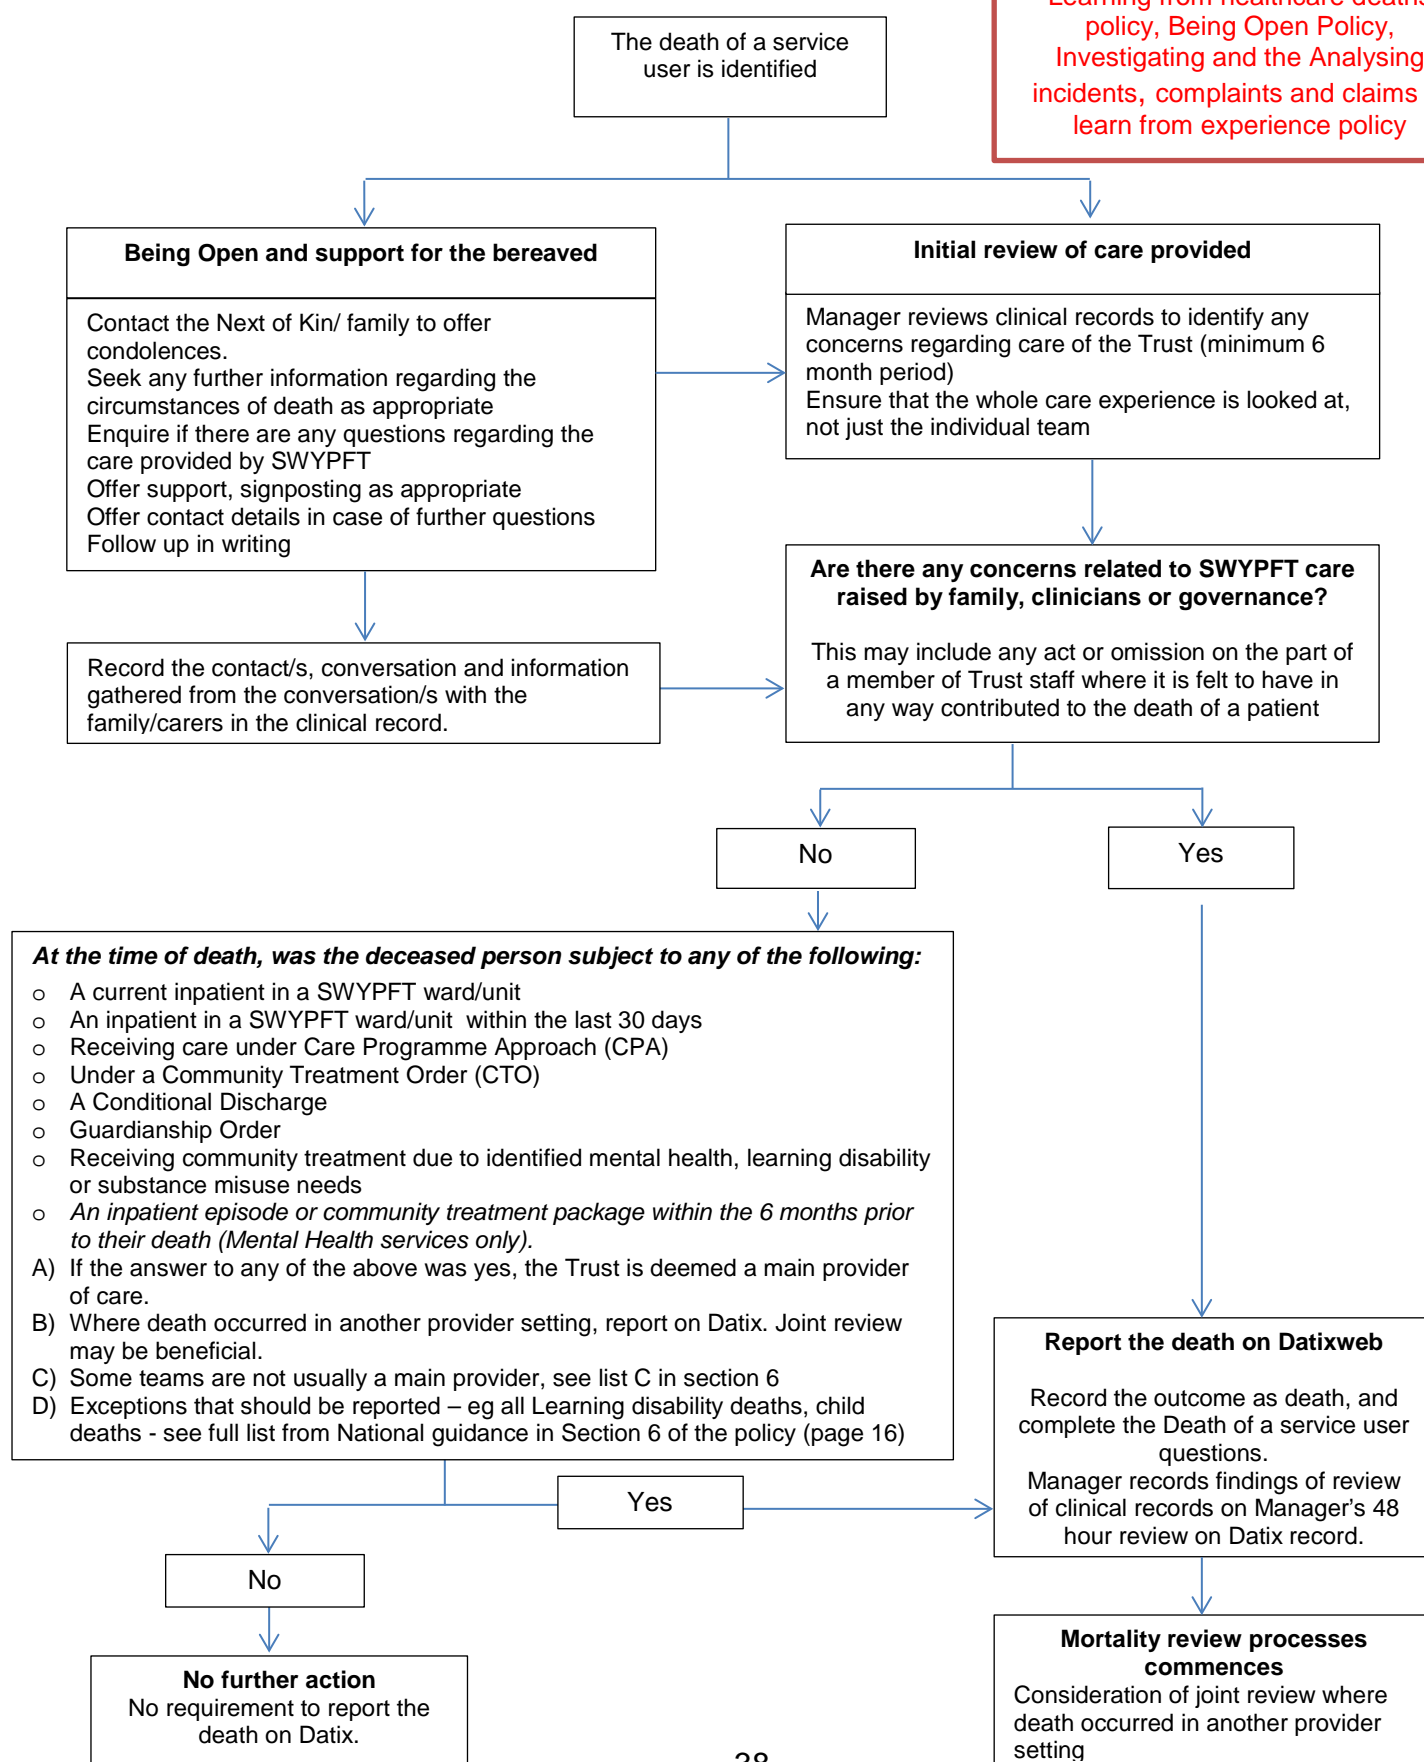 The death of a service
user is identified
Learning from healthcare deaths
policy, Being Open Policy,
Investigating and the Analysing
incidents, complaints and claims
learn from experience policy
Being Open and support for the bereaved
Contact the Next of Kin/ family to offer
condolences.
Seek any further information regarding the
circumstances of death as appropriate
Enquire if there are any questions regarding the
care provided by SWYPFT
Offer support, signposting as appropriate
Offer contact details in case of further questions
Follow up in writing
Initial review of care provided
Manager reviews clinical records to identify any
concerns regarding care of the Trust (minimum 6
month period)
Ensure that the whole care experience is looked at,
not just the individual team
Record the contact/s, conversation and information
gathered from the conversation/s with the
family/carers in the clinical record.
Are there any concerns related to SWYPFT care
raised by family, clinicians or governance?
This may include any act or omission on the part of
a member of Trust staff where it is felt to have in
any way contributed to the death of a patient
No
Yes
At the time of death, was the deceased person subject to any of the following:
o A current inpatient in a SWYPFT ward/unit
o An inpatient in a SWYPFT ward/unit within the last 30 days
o Receiving care under Care Programme Approach (CPA)
o Under a Community Treatment Order (CTO)
o A Conditional Discharge
o Guardianship Order
o Receiving community treatment due to identified mental health, learning disability
or substance misuse needs
o An inpatient episode or community treatment package within the 6 months prior
to their death (Mental Health services only).
A) If the answer to any of the above was yes, the Trust is deemed a main provider
of care.
B) Where death occurred in another provider setting, report on Datix. Joint review
may be beneficial.
C) Some teams are not usually a main provider, see list C in section 6
D) Exceptions that should be reported – eg all Learning disability deaths, child
deaths - see full list from National guidance in Section 6 of the policy (page 16)
Report the death on Datixweb
Record the outcome as death, and
complete the Death of a service user
questions.
Manager records findings of review
of clinical records on Manager's 48
hour review on Datix record.
Yes
No
No further action
No requirement to report the
death on Datix.
Mortality review processes
commences
Consideration of joint review where
death occurred in another provider
setting
38